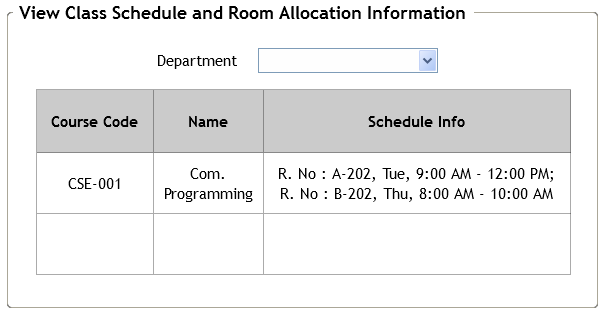 View Class Schedule and Room Allocation Information
Department
Course Code
Name
Schedule Info
CSE-001
Com.
Programming
R. No : A-202, Tue, 9:00 AM - 12:00 PM;
R. No : B-202, Thu, 8:00 AM - 10:00 AM